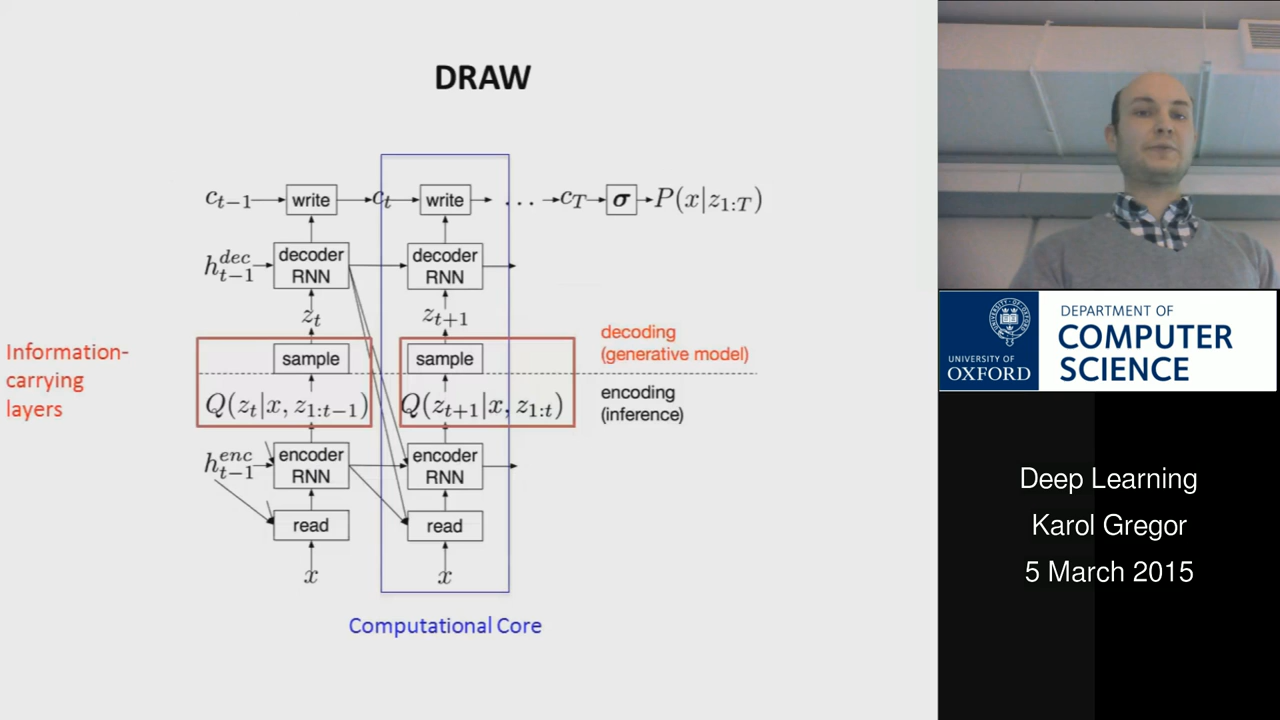 DRAW
c_{t-1} write c_t write ... c_T σ P(x|z_{1:T})
h^{dec}_{t-1} decoder RNN decoder RNN
z_t z_{t+1}
Information-
carrying
layers
sample sample
decoding
(generative model)
Q(z_t|x, z_{1:t-1}) Q(z_{t+1}|x, z_{1:t})
encoding
(inference)
h^{enc}_{t-1} encoder RNN encoder RNN
read read
x x
Computational Core
UNIVERSITY OF
OXFORD
DEPARTMENT OF
COMPUTER
SCIENCE
Deep Learning
Karol Gregor
5 March 2015